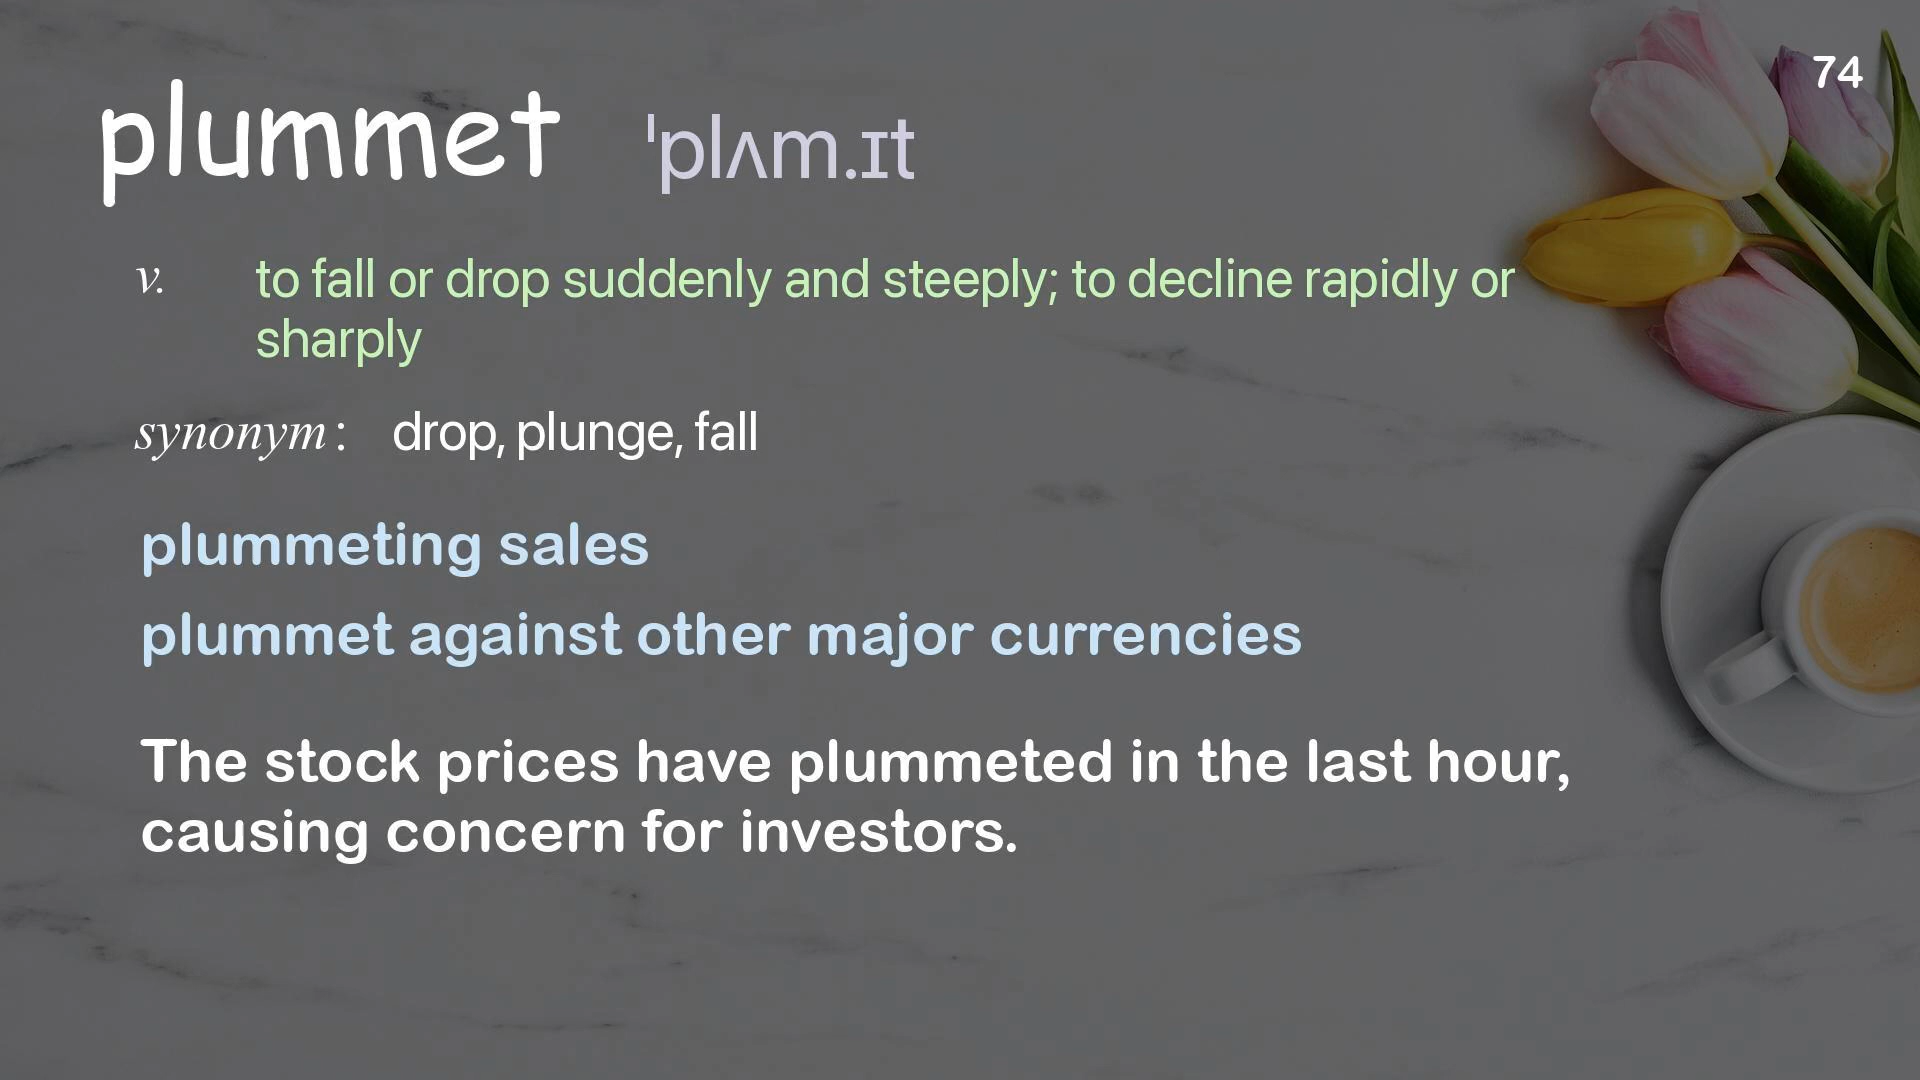 74
plummet ˈplʌm.ɪt
v. to fall or drop suddenly and steeply; to decline rapidly or
sharply
synonym : drop, plunge, fall
plummeting sales
plummet against other major currencies
The stock prices have plummeted in the last hour,
causing concern for investors.